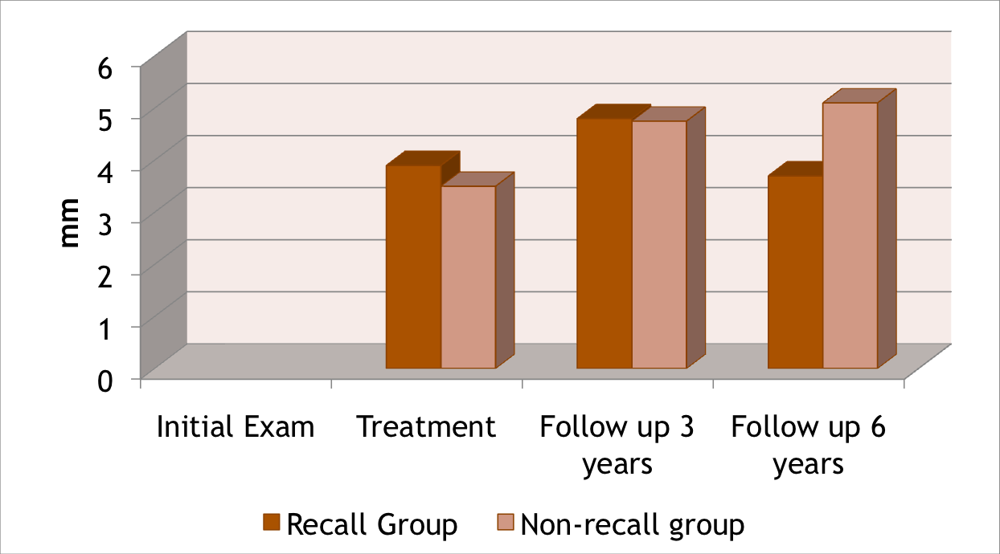 6
5
4
3
2
1
0
mm
Initial Exam
Treatment
Follow up 3
years
Follow up 6
years
Recall Group
Non-recall group